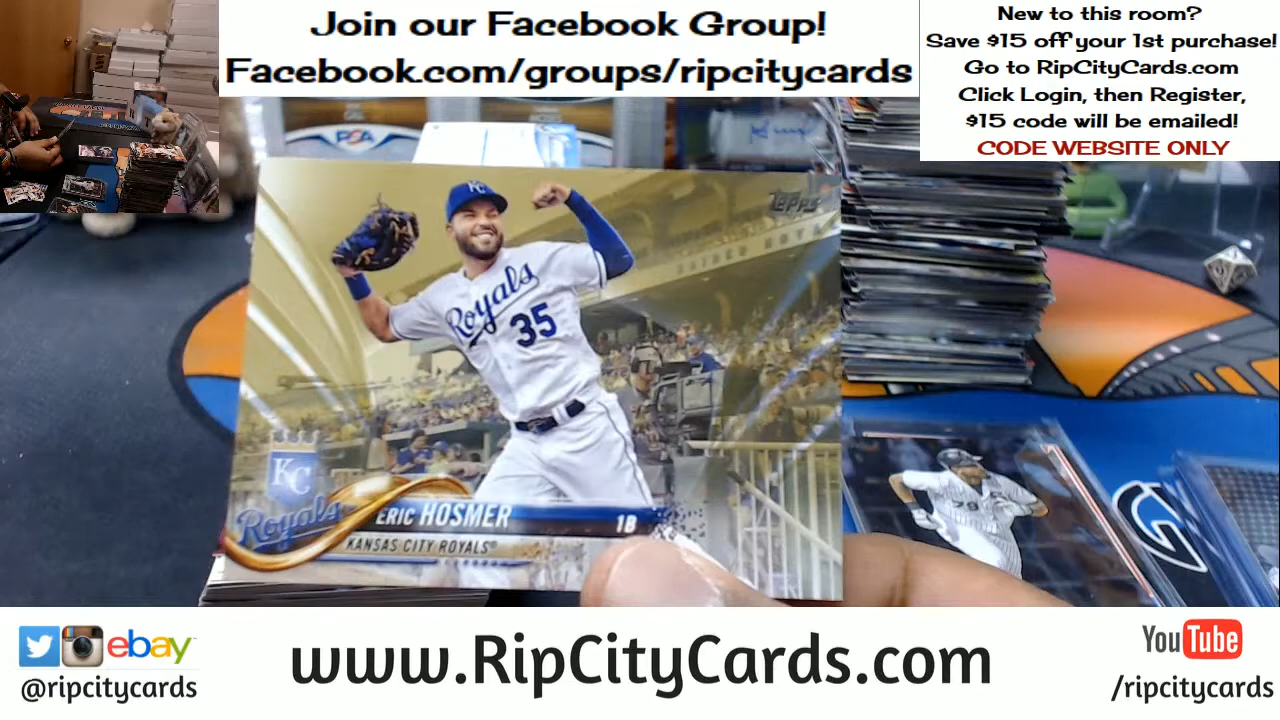 Join our Facebook Group!
Facebook.com/groups/ripcitycards
New to this room?
Save $15 off your 1st purchase!
Go to RipCityCards.com
Click Login, then Register,
$15 code will be emailed!
CODE WEBSITE ONLY
PSA
TOPPS
KC
Royals
35
KC
Royals
ERIC HOSMER 1B
KANSAS CITY ROYALS®
79
ebay
@ripcitycards
www.RipCityCards.com
YouTube
/ripcitycards